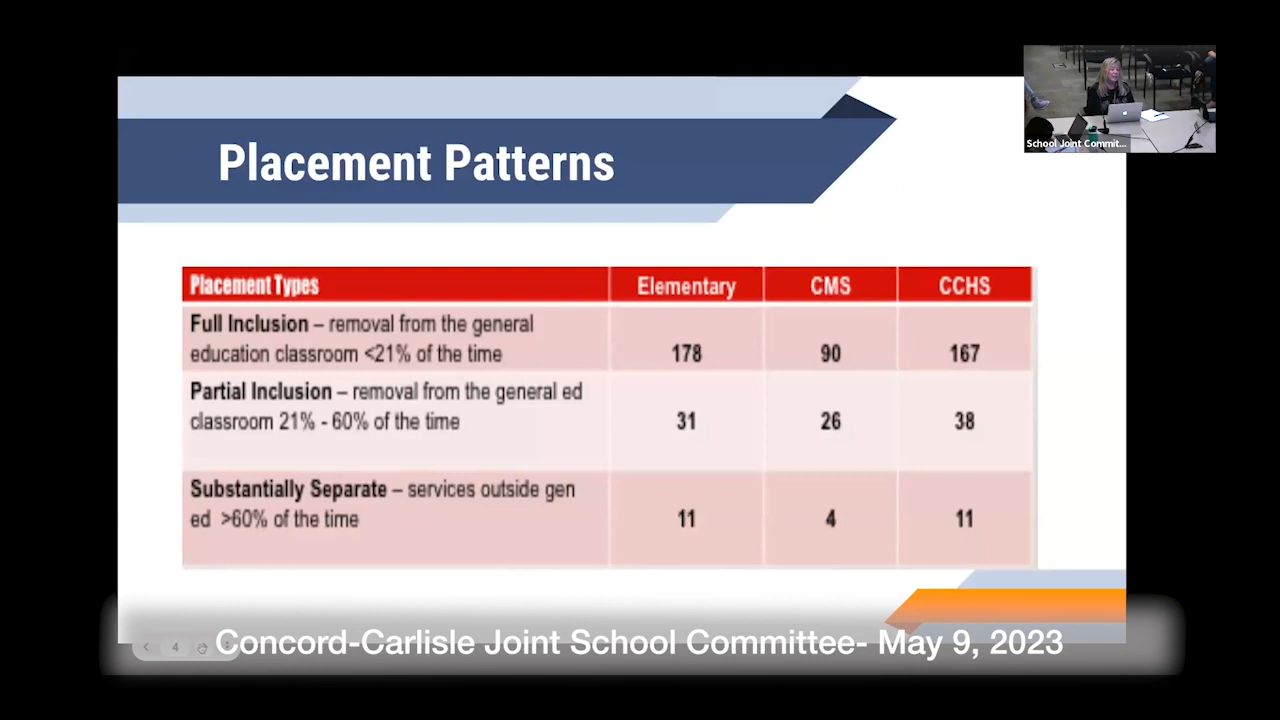 School Joint Commit...
Placement Patterns
Placement Types Elementary CMS CCHS
Full Inclusion – removal from the general
education classroom <21% of the time 178 90 167
Partial Inclusion – removal from the general ed
classroom 21% - 60% of the time 31 26 38
Substantially Separate – services outside gen
ed >60% of the time 11 4 11
4
Concord-Carlisle Joint School Committee- May 9, 2023